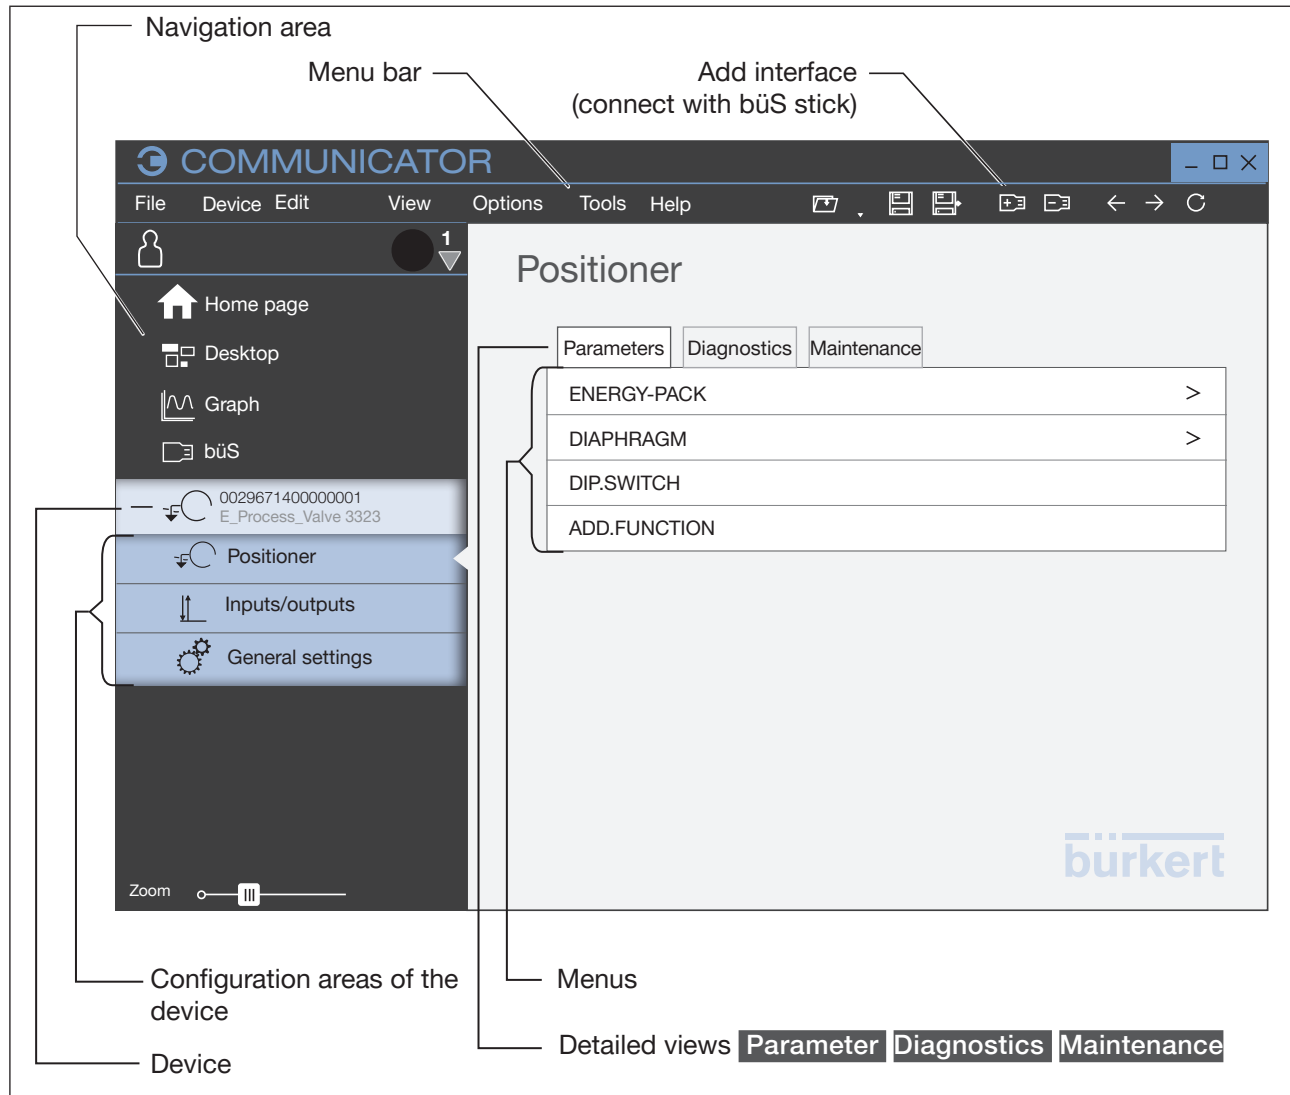 Navigation area
Menu bar
Add interface
(connect with büS stick)
COMMUNICATOR
File Device Edit View Options Tools Help
1
Positioner
Home page
Desktop
Graph
büS
Parameters Diagnostics Maintenance
ENERGY-PACK >
DIAPHRAGM >
DIP.SWITCH
ADD.FUNCTION
0029671400000001
E_Process_Valve 3323
Positioner
Inputs/outputs
General settings
bürkert
Zoom
Configuration areas of the
device
Device
Menus
Detailed views Parameter Diagnostics Maintenance